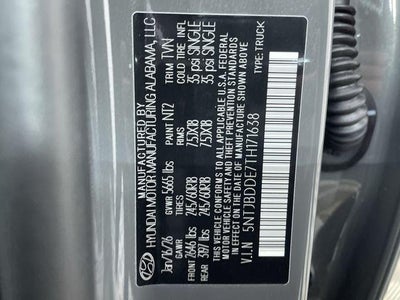 MANUFACTURED BY
HYUNDAI MOTOR MANUFACTURING ALABAMA, LLC
Jan/16/26 GVWR 5665 lbs PAINT NT2 TRIM TVN
GAWR TIRES RIMS COLD TIRE INFL.
FRONT 2646 lbs 245/60R18 7.5JX18 35 psi SINGLE
REAR 3197 lbs 245/60R18 7.5JX18 35 psi SINGLE
THIS VEHICLE CONFORMS TO ALL APPLICABLE U.S.A. FEDERAL
MOTOR VEHICLE SAFETY AND THEFT PREVENTION STANDARDS
IN EFFECT ON THE DATE OF MANUFACTURE SHOWN ABOVE.
V.I.N 5NTJBDDE7TH171638 TYPE:TRUCK